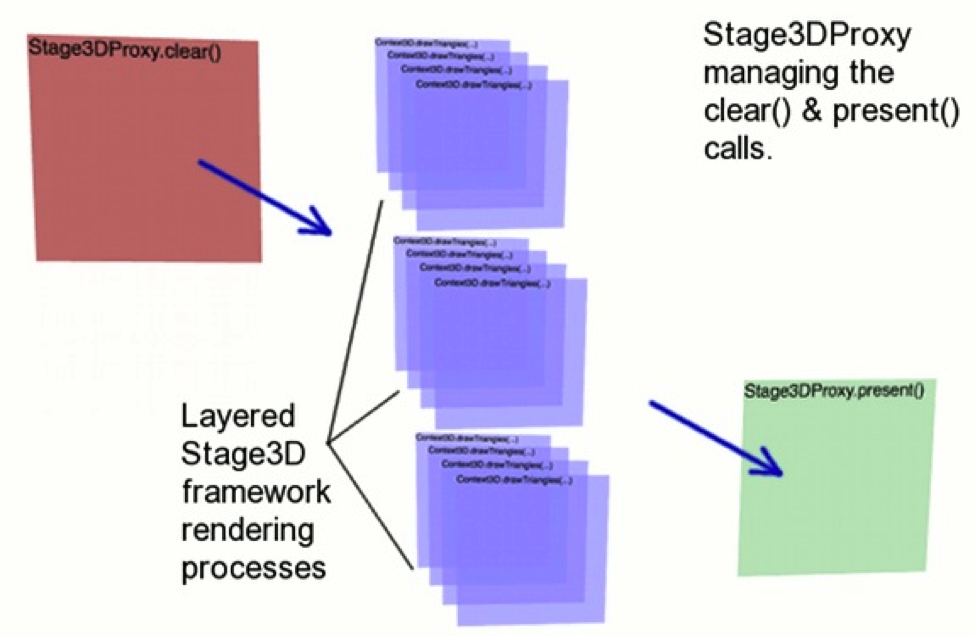 Stage3DProxy.clear()
Context3D.drawTriangles(...)
Context3D.drawTriangles(...)
Context3D.drawTriangles(...)
Context3D.drawTriangles(...)
Stage3DProxy
managing the
clear() & present()
calls.
Context3D.drawTriangles(...)
Context3D.drawTriangles(...)
Context3D.drawTriangles(...)
Context3D.drawTriangles(...)
Stage3DProxy.present()
Layered
Stage3D
framework
rendering
processes
Context3D.drawTriangles(...)
Context3D.drawTriangles(...)
Context3D.drawTriangles(...)
Context3D.drawTriangles(...)